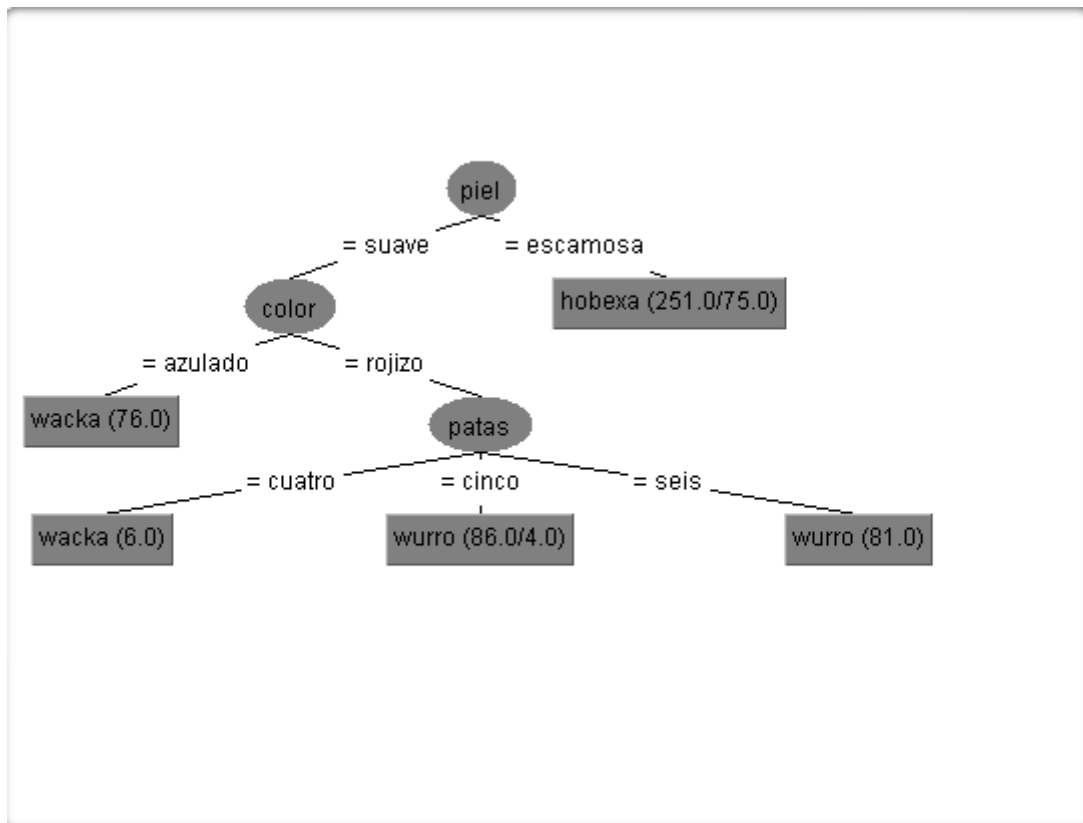 piel
= suave
= escamosa
color
hobexa (251.0/75.0)
= azulado
= rojizo
wacka (76.0)
patas
= cuatro
= cinco
= seis
wacka (6.0)
wurro (86.0/4.0)
wurro (81.0)